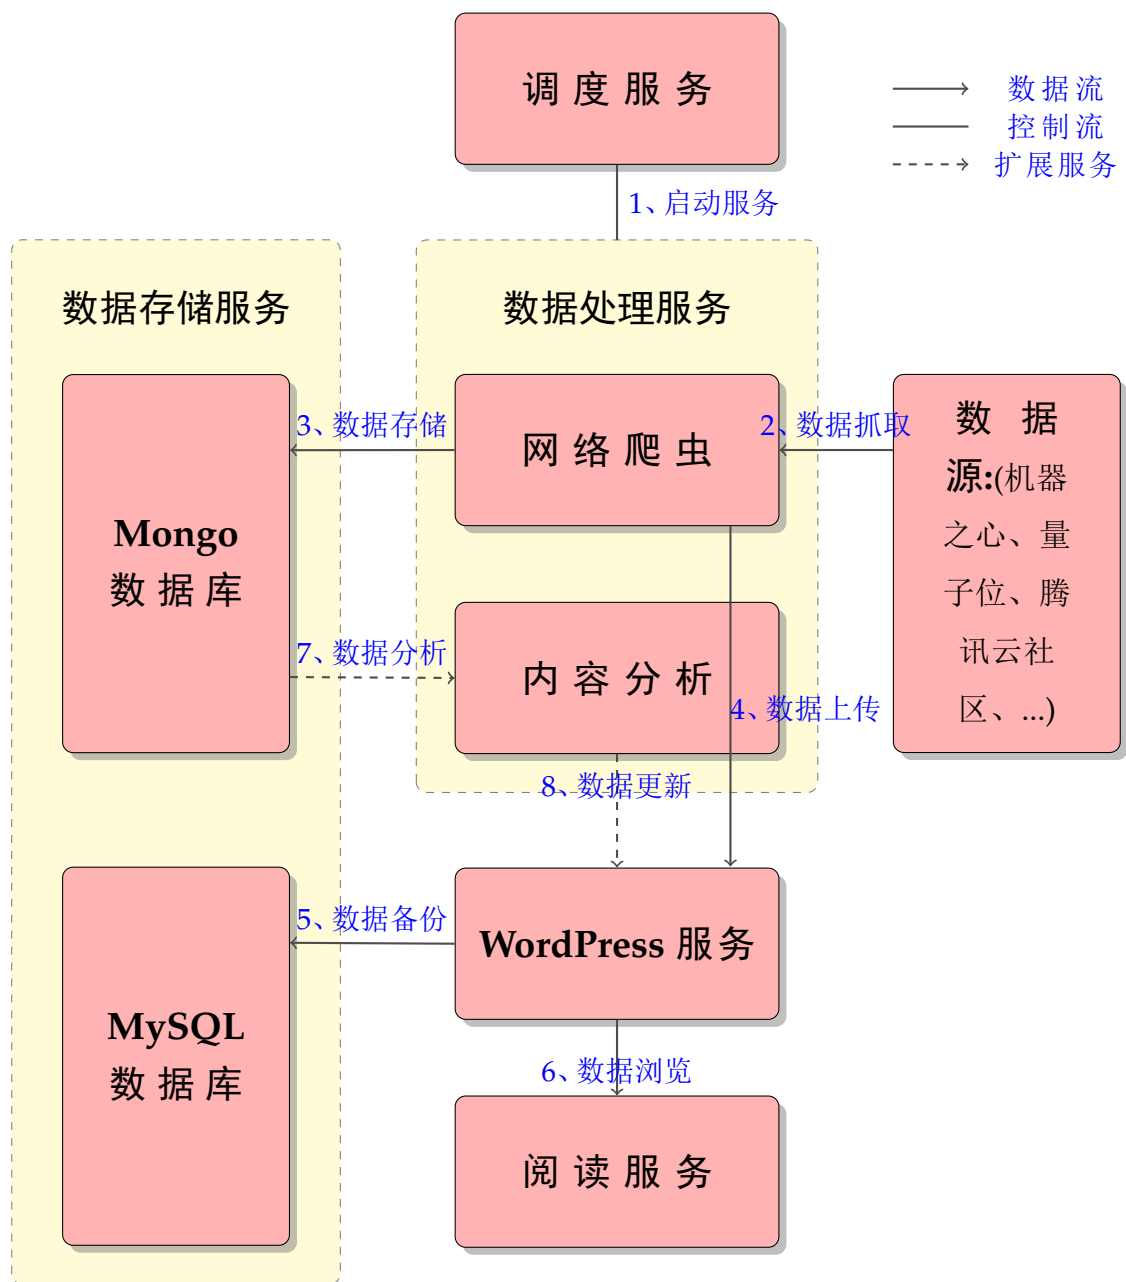 调度服务
数据流
控制流
扩展服务
1、启动服务
数据存储服务
数据处理服务
3、数据存储
网络爬虫
2、数据抓取
数据
源:(机器
之心、量
子位、腾
讯云社
区、...)
Mongo
数据库
7、数据分析
内容分析
4、数据上传
8、数据更新
5、数据备份
WordPress 服务
MySQL
数据库
6、数据浏览
阅读服务